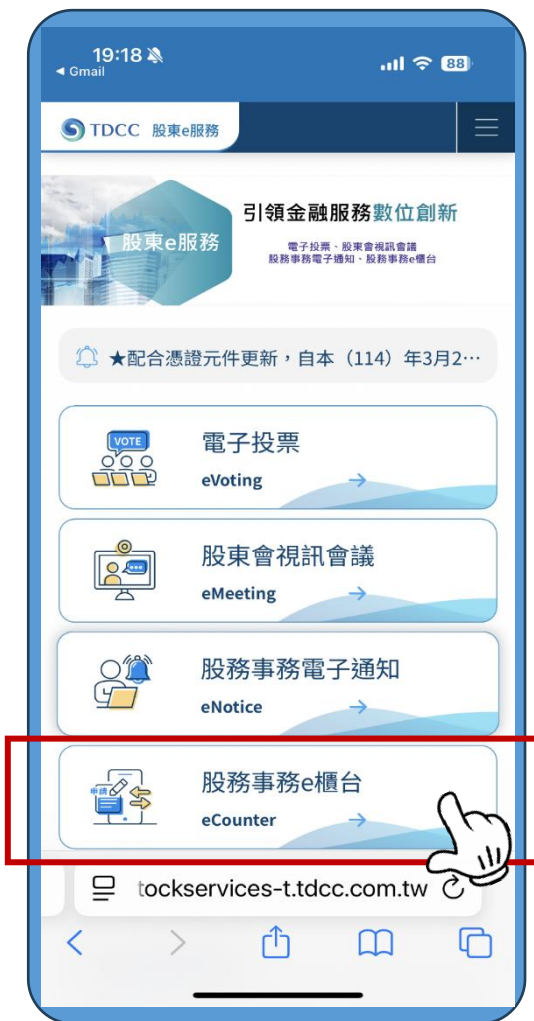 19:18
◀ Gmail
88
TDCC 股東e服務
股東e服務
引領金融服務數位創新
電子投票、股東會視訊會議
股務事務電子通知、股務事務e櫃台
★配合憑證元件更新，自本（114）年3月2…
VOTE
電子投票
eVoting
股東會視訊會議
eMeeting
股務事務電子通知
eNotice
申請
股務事務e櫃台
eCounter
tockservices-t.tdcc.com.tw